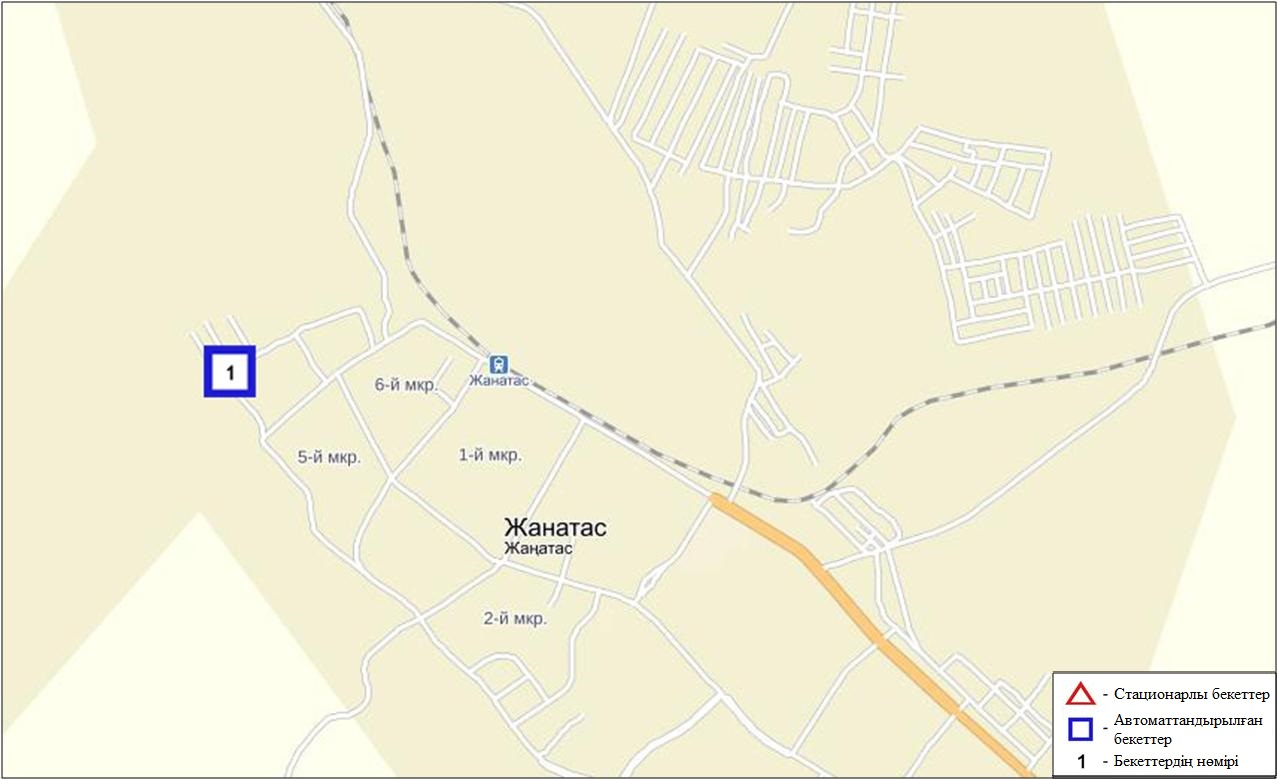 1
6-й мкр.
Жанатас
5-й мкр.
1-й мкр.
Жанатас
Жаңатас
2-й мкр.
- Стационарлы бекеттер
- Автоматтандырылған
бекеттер
1 - Бекеттердің нөмірі